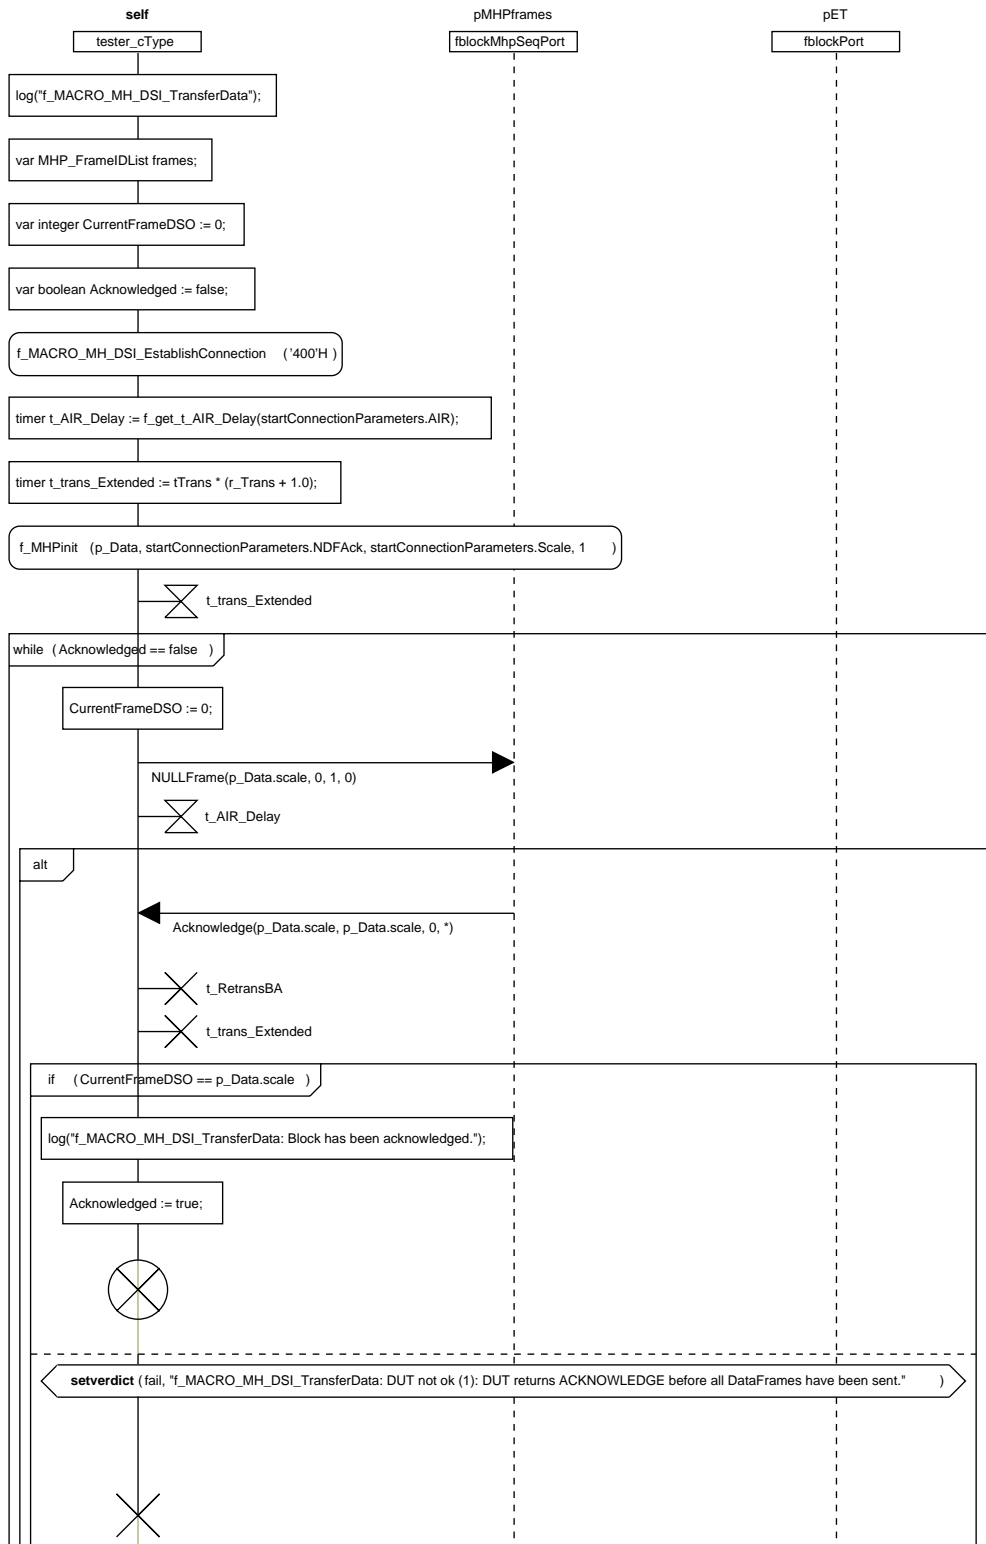 self pMHPframes pET
tester_cType fblockMhpSeqPort fblockPort
log("f_MACRO_MH_DSI_TransferData");
var MHP_FrameIDList frames;
var integer CurrentFrameDSO := 0;
var boolean Acknowledged := false;
f_MACRO_MH_DSI_EstablishConnection ('400'H )
timer t_AIR_Delay := f_get_t_AIR_Delay(startConnectionParameters.AIR);
timer t_trans_Extended := tTrans * (r_Trans + 1.0);
f_MHPinit (p_Data, startConnectionParameters.NDFAck, startConnectionParameters.Scale, 1 )
t_trans_Extended
while (Acknowledged == false )
CurrentFrameDSO := 0;
NULLFrame(p_Data.scale, 0, 1, 0)
t_AIR_Delay
alt
Acknowledge(p_Data.scale, p_Data.scale, 0, *)
t_RetransBA
t_trans_Extended
if (CurrentFrameDSO == p_Data.scale )
log("f_MACRO_MH_DSI_TransferData: Block has been acknowledged.");
Acknowledged := true;
setverdict (fail, "f_MACRO_MH_DSI_TransferData: DUT not ok (1): DUT returns ACKNOWLEDGE before all DataFrames have been sent." )